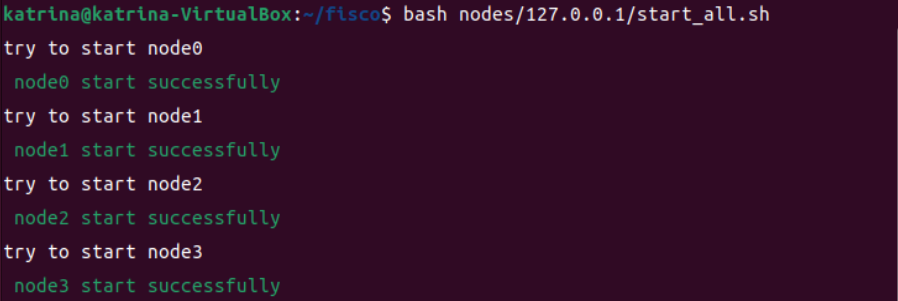 katrina@katrina-VirtualBox:~/fisco$ bash nodes/127.0.0.1/start_all.sh
try to start node0
node0 start successfully
try to start node1
node1 start successfully
try to start node2
node2 start successfully
try to start node3
node3 start successfully